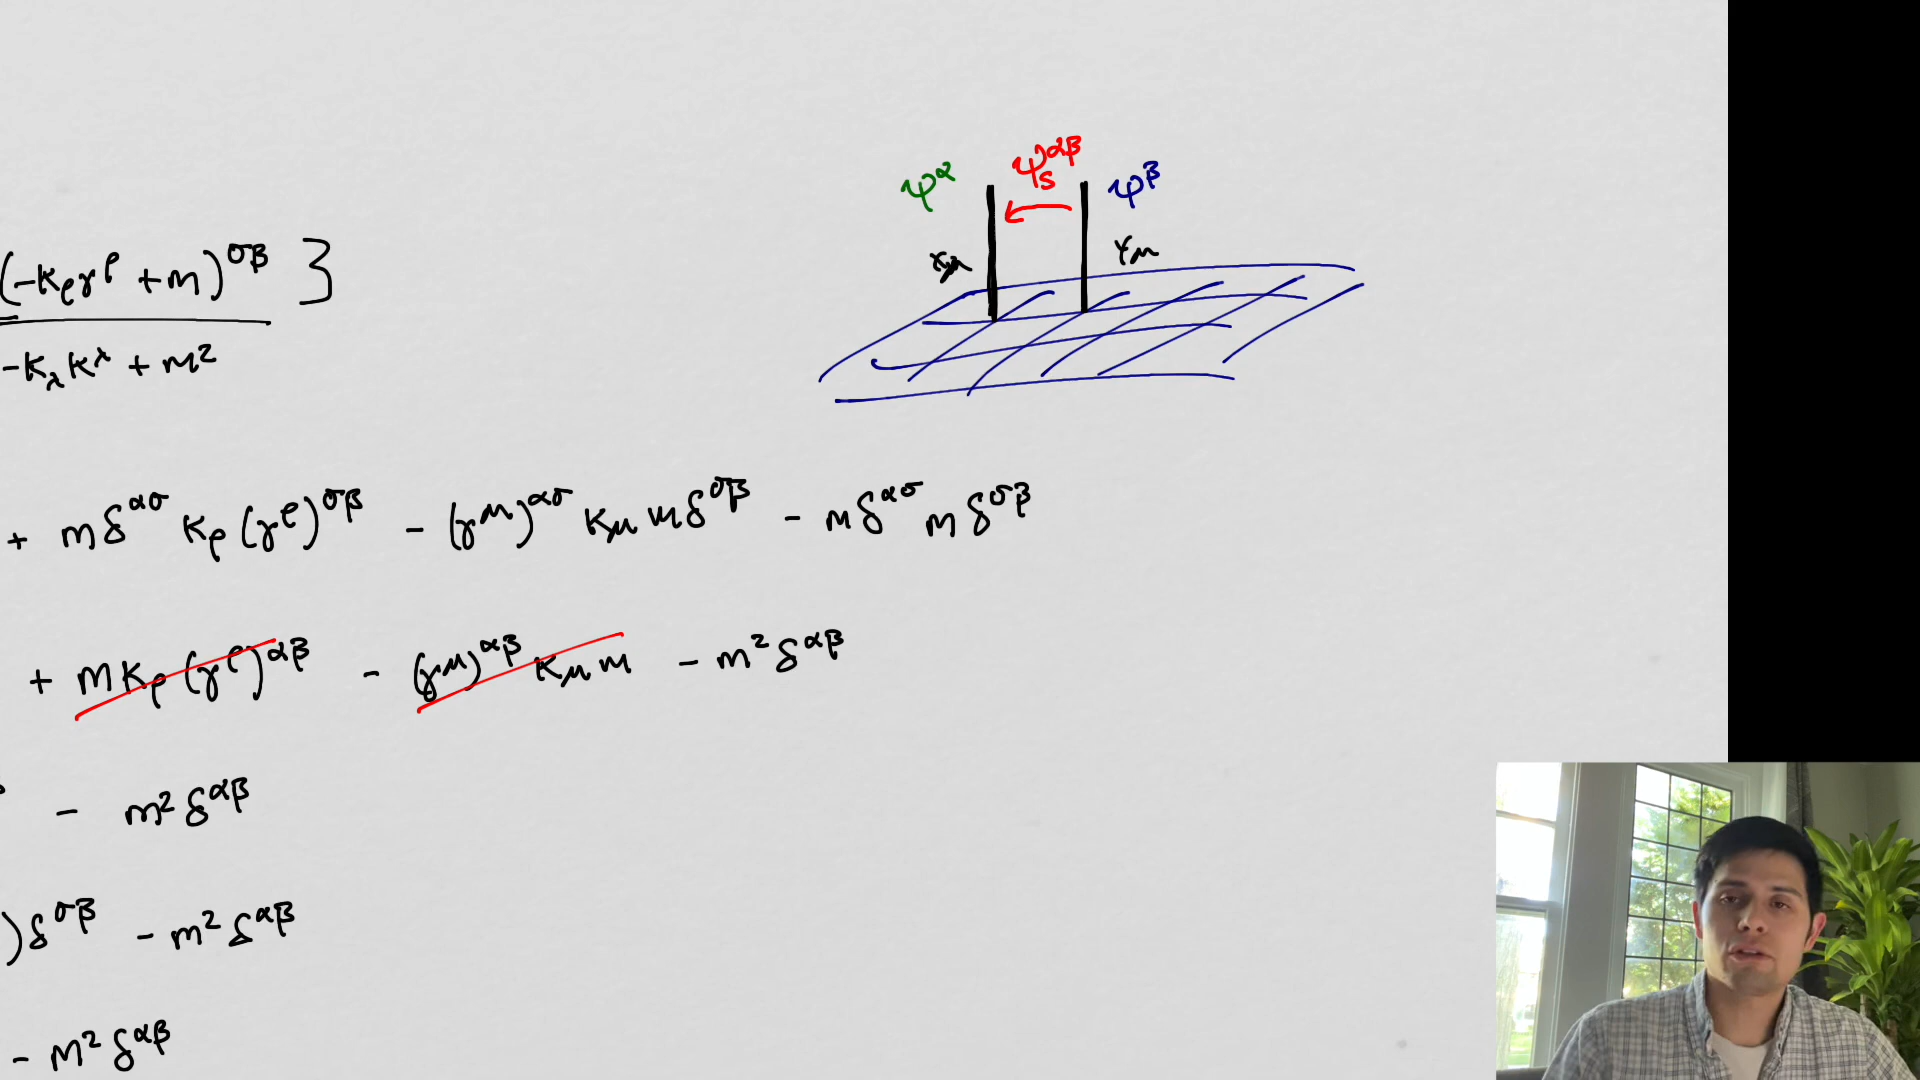 ψ^α ψ_s^{αβ} ψ^β
x_μ y_μ
(-k_ρ γ^ρ + m)^{σβ} ]
-k_λ k^λ + m²
+ m δ^{ασ} k_ρ (γ^ρ)^{σβ} - (γ^μ)^{ασ} k_μ m δ^{σβ} - m δ^{ασ} m δ^{σβ}
+ m k_ρ (γ^ρ)^{αβ} - (γ^μ)^{αβ} k_μ m - m² δ^{αβ}
- m² δ^{αβ}
) δ^{σβ} - m² δ^{αβ}
- m² δ^{αβ}